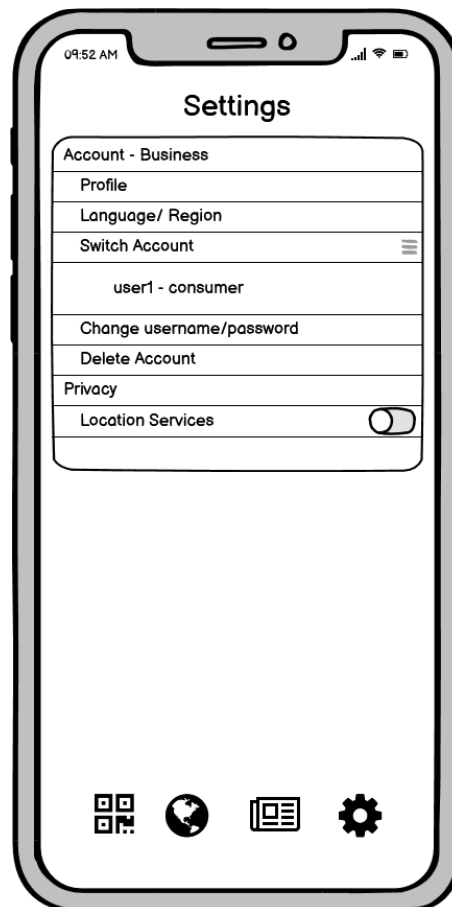 09:52 AM
Settings
Account - Business
Profile
Language/ Region
Switch Account
user1 - consumer
Change username/password
Delete Account
Privacy
Location Services